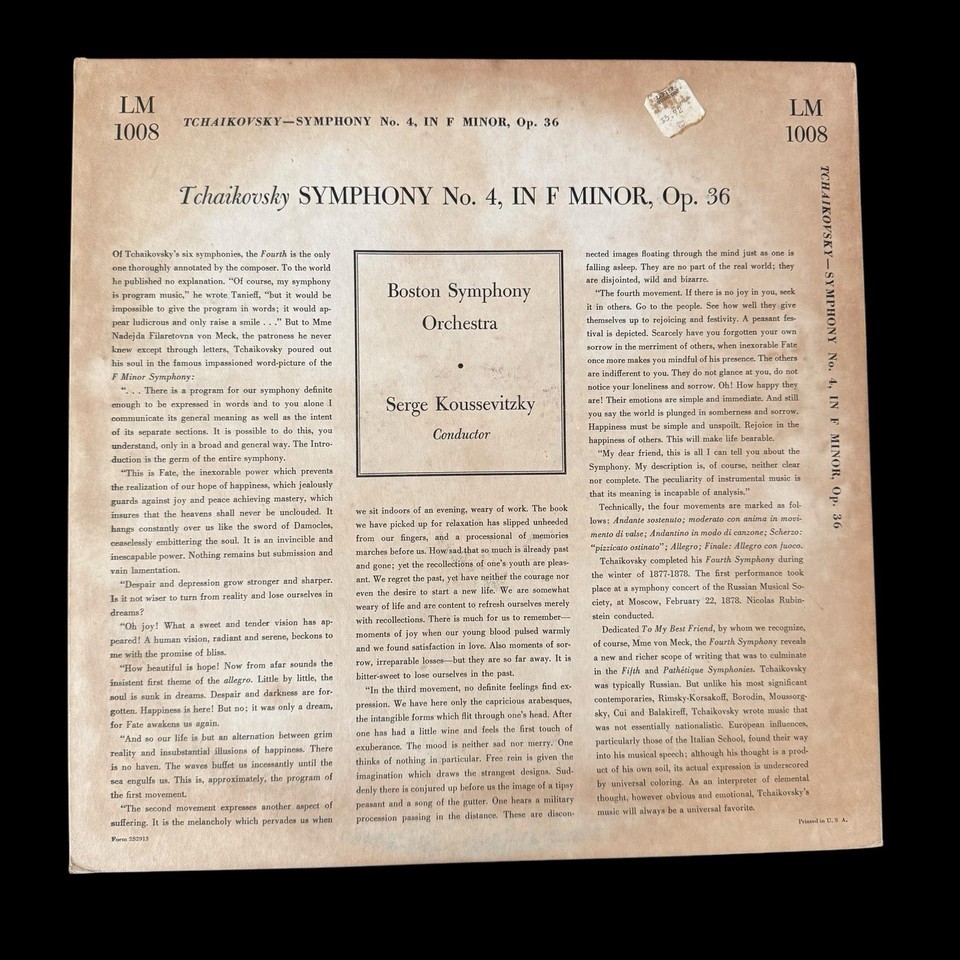 LM
1008
TCHAIKOVSKY—SYMPHONY No. 4, IN F MINOR, Op. 36
LM
1008
Tchaikovsky SYMPHONY No. 4, IN F MINOR, Op. 36
Of Tchaikovsky's six symphonies, the Fourth is the only
one thoroughly annotated by the composer. To the world
he published no explanation. “Of course, my symphony
is program music,” he wrote Tanieff, “but it would be
impossible to give the program in words; it would ap-
pear ludicrous and only raise a smile . . .” But to Mme
Nadejda Filaretovna von Meck, the patroness he never
knew except through letters, Tchaikovsky poured out
his soul in the famous impassioned word-picture of the
F Minor Symphony:
“. . . There is a program for our symphony definite
enough to be expressed in words and to you alone I
communicate its general meaning as well as the intent
of its separate sections. It is possible to do this, you
understand, only in a broad and general way. The Intro-
duction is the germ of the entire symphony.
“This is Fate, the inexorable power which prevents
the realization of our hope of happiness, which jealously
guards against joy and peace achieving mastery, which
insures that the heavens shall never be unclouded. It
hangs constantly over us like the sword of Damocles,
ceaselessly embittering the soul. It is an invincible and
inescapable power. Nothing remains but submission and
vain lamentation.
“Despair and depression grow stronger and sharper.
Is it not wiser to turn from reality and lose ourselves in
dreams?
“Oh joy! What a sweet and tender vision has ap-
peared! A human vision, radiant and serene, beckons to
me with the promise of bliss.
“How beautiful is hope! Now from afar sounds the
insistent first theme of the allegro. Little by little, the
soul is sunk in dreams. Despair and darkness are for-
gotten. Happiness is here! But no; it was only a dream,
for Fate awakens us again.
“And so our life is but an alternation between grim
reality and insubstantial illusions of happiness. There
is no haven. The waves buffet us incessantly until the
sea engulfs us. This is, approximately, the program of
the first movement.
“The second movement expresses another aspect of
suffering. It is the melancholy which pervades us when
Form 252913
Boston Symphony
Orchestra
•
Serge Koussevitzky
Conductor
we sit indoors of an evening, weary of work. The book
we have picked up for relaxation has slipped unheeded
from our fingers, and a processional of memories
marches before us. How sad that so much is already past
and gone; yet the recollections of one's youth are pleas-
ant. We regret the past, yet have neither the courage nor
even the desire to start a new life. We are somewhat
weary of life and are content to refresh ourselves merely
with recollections. There is much for us to remember—
moments of joy when our young blood pulsed warmly
and we found satisfaction in love. Also moments of sor-
row, irreparable losses—but they are so far away. It is
bitter-sweet to lose ourselves in the past.
“In the third movement, no definite feelings find ex-
pression. We have here only the capricious arabesques,
the intangible forms which flit through one's head. After
one has had a little wine and feels the first touch of
exuberance. The mood is neither sad nor merry. One
thinks of nothing in particular. Free rein is given the
imagination which draws the strangest designs. Sud-
denly there is conjured up before us the image of a tipsy
peasant and a song of the gutter. One hears a military
procession passing in the distance. These are discon-
nected images floating through the mind just as one is
falling asleep. They are no part of the real world; they
are disjointed, wild and bizarre.
“The fourth movement. If there is no joy in you, seek
it in others. Go to the people. See how well they give
themselves up to rejoicing and festivity. A peasant fes-
tival is depicted. Scarcely have you forgotten your own
sorrow in the merriment of others, when inexorable Fate
once more makes you mindful of his presence. The others
are indifferent to you. They do not glance at you, do not
notice your loneliness and sorrow. Oh! How happy they
are! Their emotions are simple and immediate. And still
you say the world is plunged in somberness and sorrow.
Happiness must be simple and unspoilt. Rejoice in the
happiness of others. This will make life bearable.
“My dear friend, this is all I can tell you about the
Symphony. My description is, of course, neither clear
nor complete. The peculiarity of instrumental music is
that its meaning is incapable of analysis.”
Technically, the four movements are marked as fol-
lows: Andante sostenuto; moderato con anima in movi-
mento di valse; Andantino in modo di canzone; Scherzo:
“pizzicato ostinato”; Allegro; Finale: Allegro con fuoco.
Tchaikovsky completed his Fourth Symphony during
the winter of 1877-1878. The first performance took
place at a symphony concert of the Russian Musical So-
ciety, at Moscow, February 22, 1878. Nicolas Rubin-
stein conducted.
Dedicated To My Best Friend, by whom we recognize,
of course, Mme von Meck, the Fourth Symphony reveals
a new and richer scope of writing that was to culminate
in the Fifth and Pathétique Symphonies. Tchaikovsky
was typically Russian. But unlike his most significant
contemporaries, Rimsky-Korsakoff, Borodin, Moussorg-
sky, Cui and Balakireff, Tchaikovsky wrote music that
was not essentially nationalistic. European influences,
particularly those of the Italian School, found their way
into his musical speech; although his thought is a prod-
uct of his own soil, its actual expression is underscored
by universal coloring. As an interpreter of elemental
thought, however obvious and emotional, Tchaikovsky's
music will always be a universal favorite.
Printed in U. S A.
TCHAIKOVSKY—SYMPHONY No. 4, IN F MINOR, Op. 36